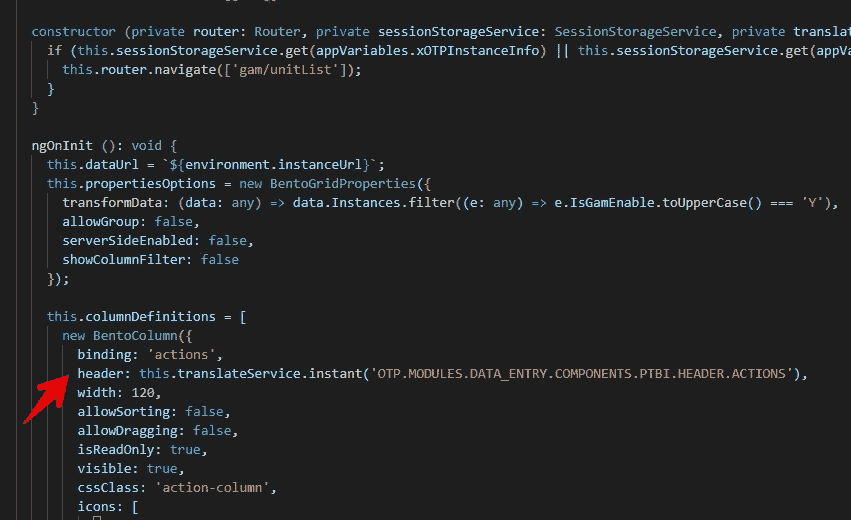 constructor (private router: Router, private sessionStorageService: SessionStorageService, private
if (this.sessionStorageService.get(appVariables.xOTPInstanceInfo) || this.sessionStorageService.get(
this.router.navigate(['gam/unitList']);
}
}
ngOnInit (): void {
this.dataUrl = `${environment.instanceUrl}`;
this.propertiesOptions = new BentoGridProperties({
transformData: (data: any) => data.Instances.filter((e: any) => e.IsGamEnable.toUpperCase() === 'Y'),
allowGroup: false,
serverSideEnabled: false,
showColumnFilter: false
});
this.columnDefinitions = [
new BentoColumn({
binding: 'actions',
header: this.translateService.instant('OTP.MODULES.DATA_ENTRY.COMPONENTS.PTBI.HEADER.ACTIONS'),
width: 120,
allowSorting: false,
allowDragging: false,
isReadOnly: true,
visible: true,
cssClass: 'action-column',
icons: [